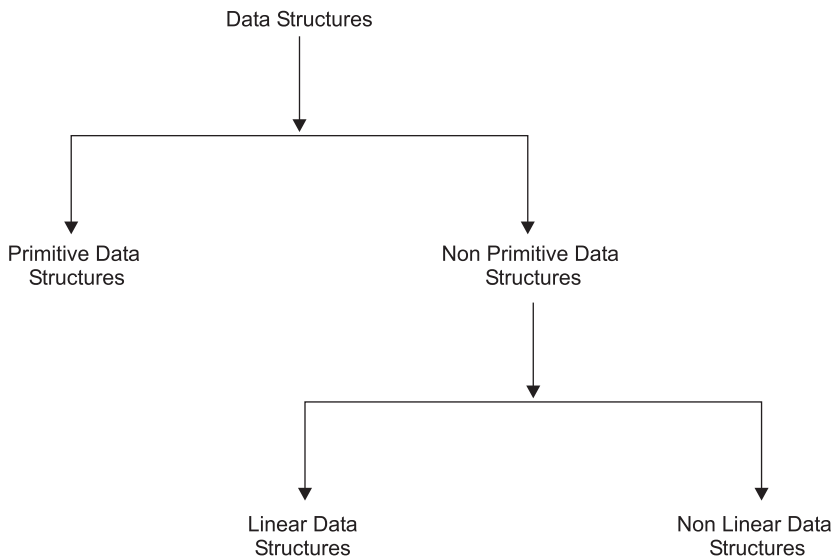 Data Structures
Primitive Data
Structures
Non Primitive Data
Structures
Linear Data
Structures
Non Linear Data
Structures